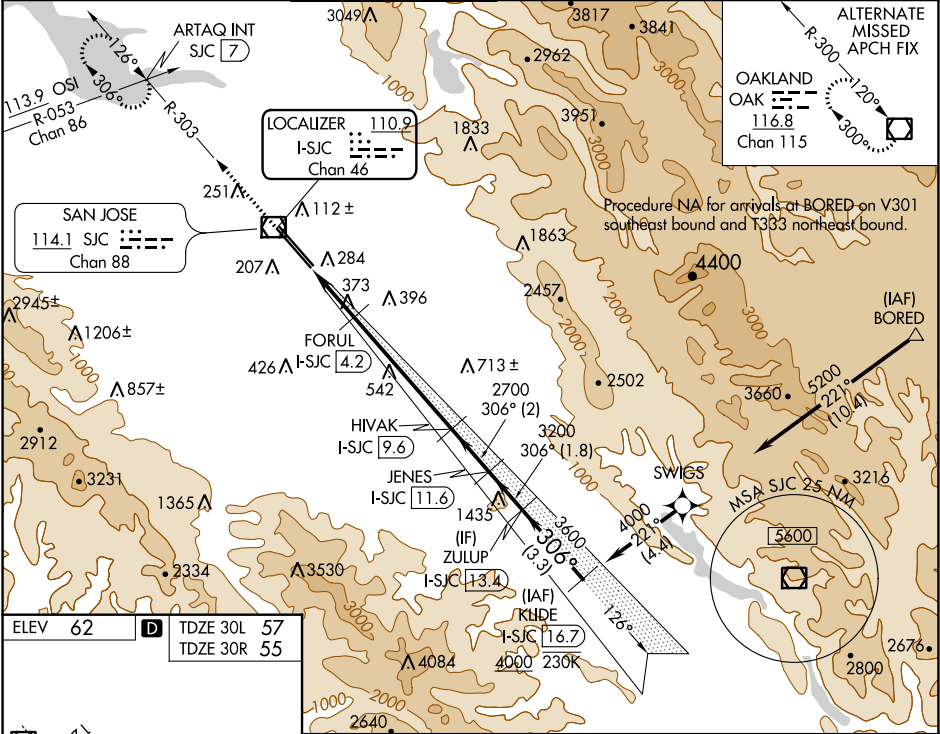 3049
3817
3841
2962
3951
1833
1000
3000
ARTAQ INT
SJC 7
126°
306°
113.9 OSI
R-053
Chan 86
R-303
LOCALIZER 110.9
I-SJC
Chan 46
ALTERNATE
MISSED
APCH FIX
R-300
120°
300°
OAKLAND
OAK
116.8
Chan 115
Procedure NA for arrivals at BORED on V301
southeast bound and T333 northeast bound.
SAN JOSE
114.1 SJC
Chan 88
251
112 ±
207
284
373
396
1863
2457
4400
3000
2000
1000
(IAF)
BORED
5200
221°
(10.4)
2945±
1206±
1000
857±
2912
3231
1365
FORUL
I-SJC 4.2
426
542
713 ±
2502
3660
3216
HIVAK
I-SJC 9.6
2700
306° (2)
JENES
I-SJC 11.6
3200
306° (1.8)
1435
(IF)
ZULUP
I-SJC 13.4
306°
3600
(3.3)
SWIGS
4000
221°
(4.4)
(IAF)
KLIDE
I-SJC 16.7
4000 230K
126°
MSA SJC 25 NM
5600
2334
3530
3000
4084
1000
2000
2640
2676
2800
1000
ELEV 62
D
TDZE 30L 57
TDZE 30R 55